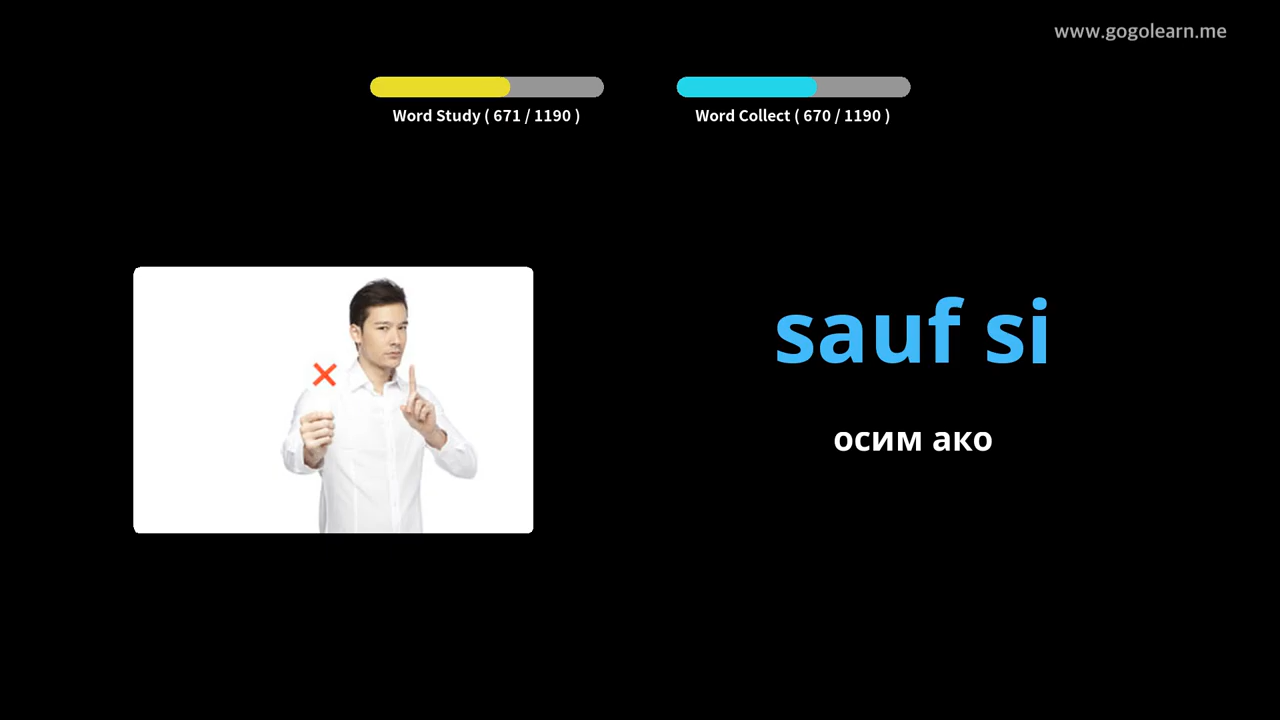 www.gogolearn.me
Word Study ( 671 / 1190 )
Word Collect ( 670 / 1190 )
sauf si
осим ако